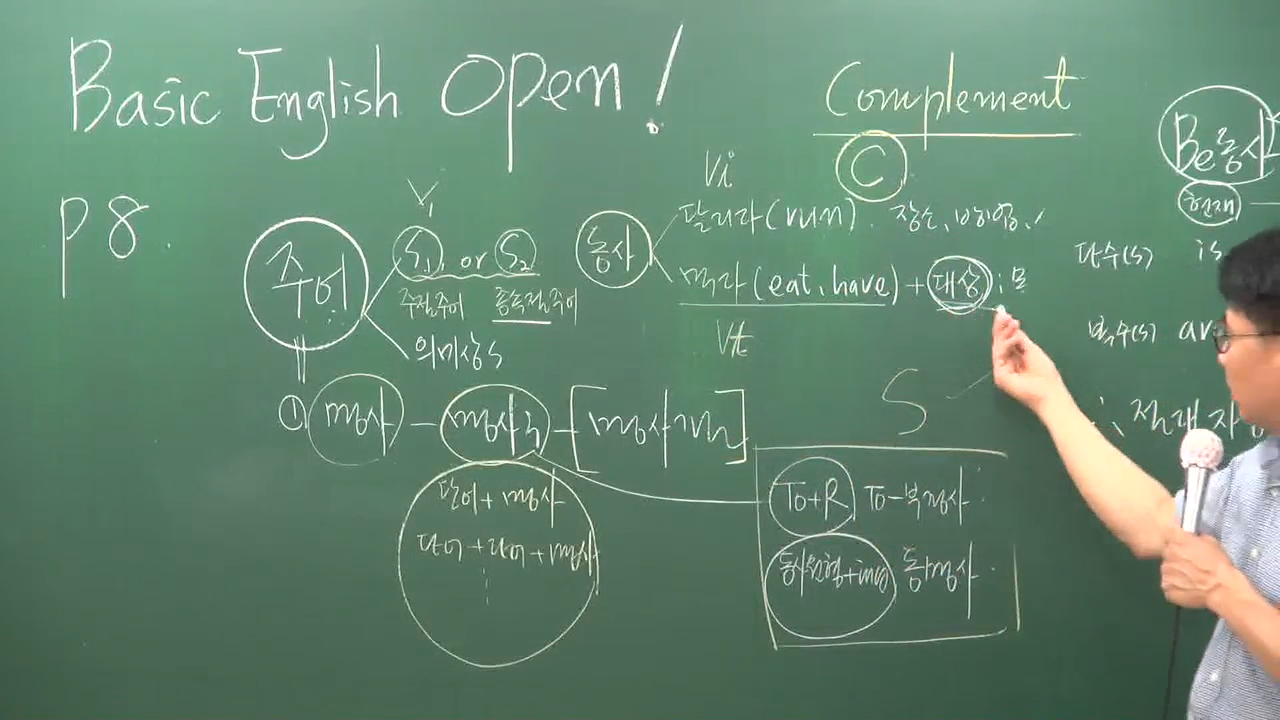 Basic English Open!
p8.
주어
S₁, or S₂
주절주어 종속절주어
의미상S
① 명사 - 명사구 - [명사절]
단어 + 명사
단어 + 단어 + 명사
동사
Vi
달리다(run). 장소,
먹다(eat, have) + 대상;
Vt
Complement
C
S
To+R To-부정사
동사원형+ing 동명사
Be동사
현재
단수(s) is
복수(s) are